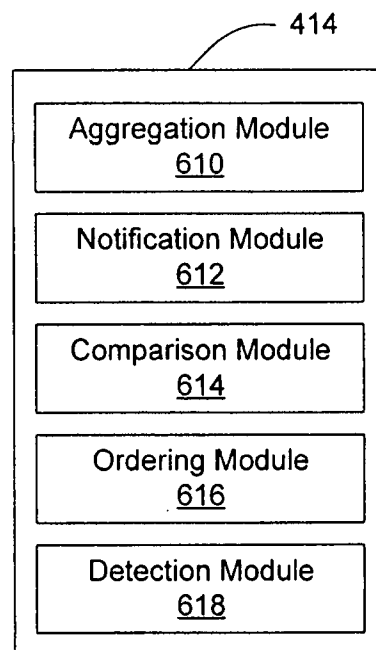 414
Aggregation Module
610
Notification Module
612
Comparison Module
614
Ordering Module
616
Detection Module
618